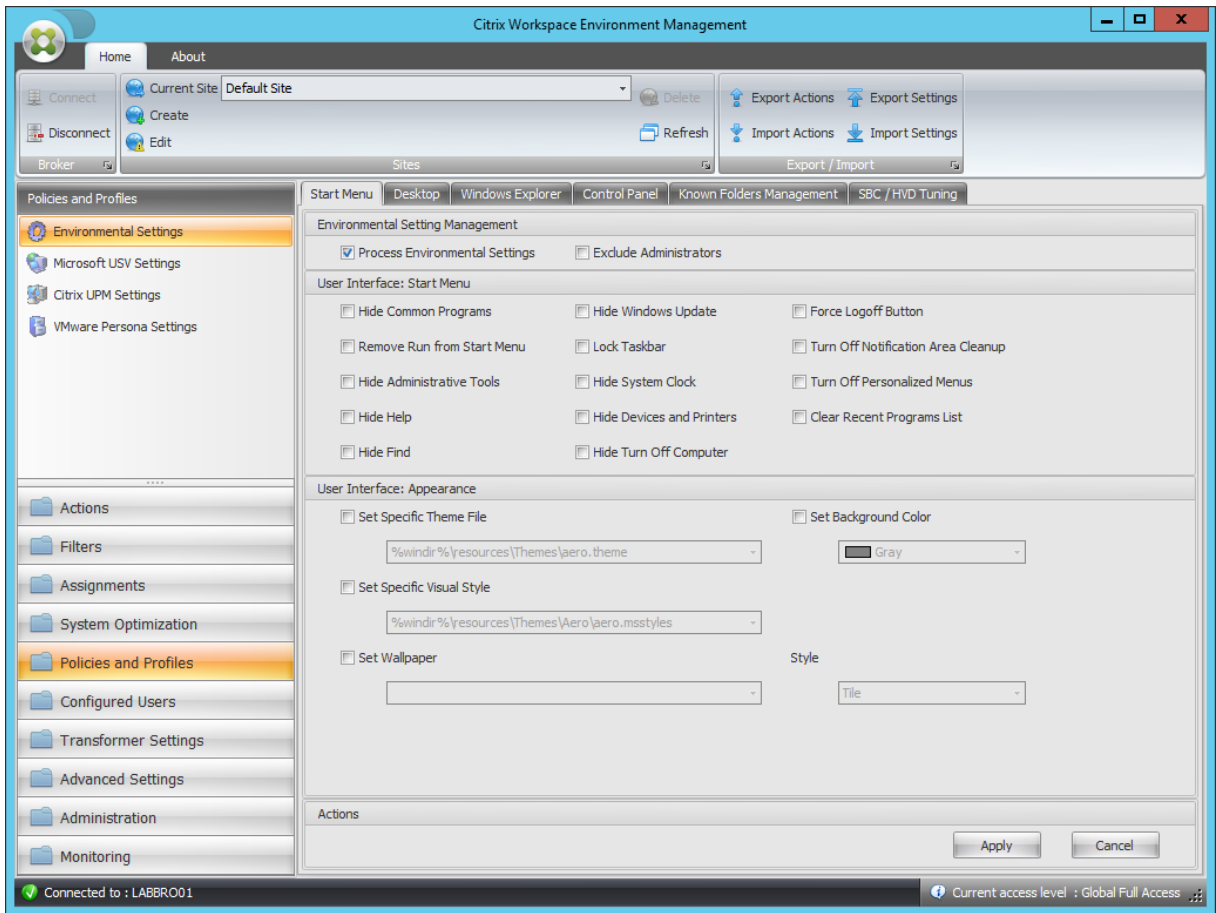 Citrix Workspace Environment Management
Home About
Connect
Disconnect
Broker
Current Site Default Site
Create
Edit
Delete
Refresh
Sites
Export Actions Export Settings
Import Actions Import Settings
Export / Import
Policies and Profiles
Environmental Settings
Microsoft USV Settings
Citrix UPM Settings
VMware Persona Settings
Actions
Filters
Assignments
System Optimization
Policies and Profiles
Configured Users
Transformer Settings
Advanced Settings
Administration
Monitoring
Start Menu Desktop Windows Explorer Control Panel Known Folders Management SBC / HVD Tuning
Environmental Setting Management
Process Environmental Settings Exclude Administrators
User Interface: Start Menu
Hide Common Programs Hide Windows Update Force Logoff Button
Remove Run from Start Menu Lock Taskbar Turn Off Notification Area Cleanup
Hide Administrative Tools Hide System Clock Turn Off Personalized Menus
Hide Help Hide Devices and Printers Clear Recent Programs List
Hide Find Hide Turn Off Computer
User Interface: Appearance
Set Specific Theme File Set Background Color
%windir%\resources\Themes\aero.theme Gray
Set Specific Visual Style
%windir%\resources\Themes\Aero\aero.msstyles
Set Wallpaper Style
Tile
Actions
Apply Cancel
Connected to : LABBRO01 Current access level : Global Full Access